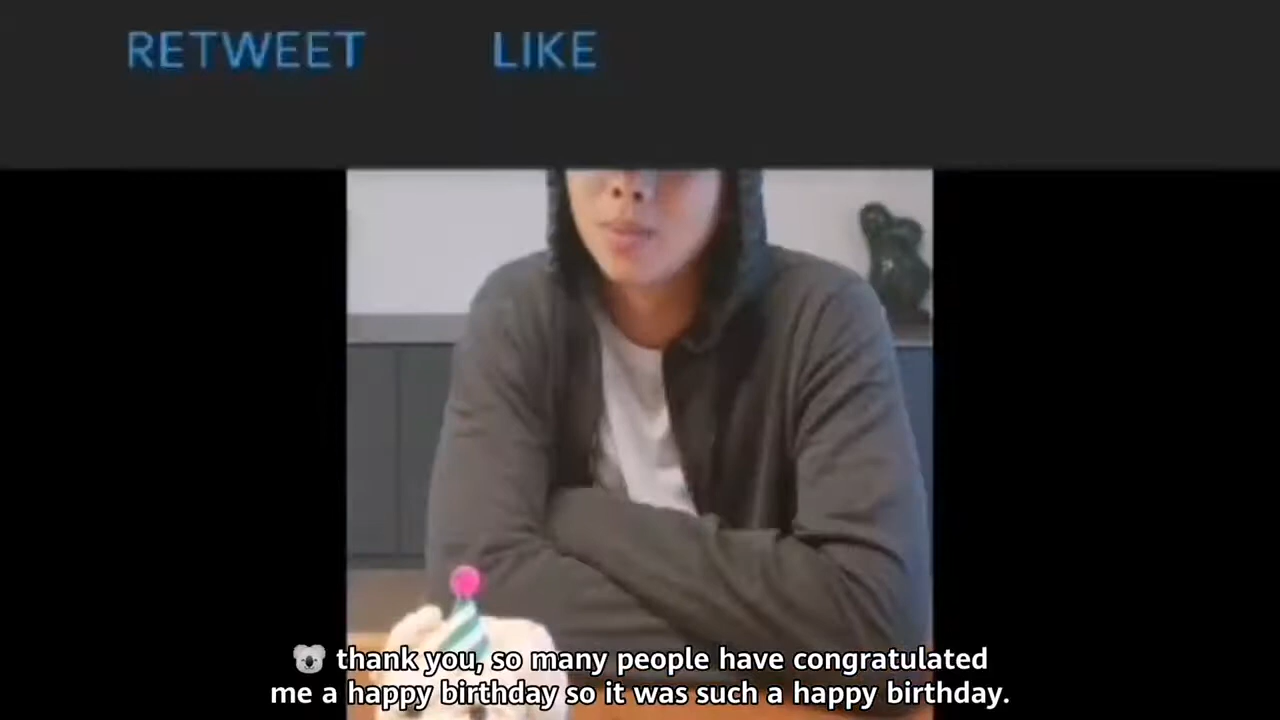 RETWEET LIKE
🐨 thank you, so many people have congratulated
me a happy birthday so it was such a happy birthday.